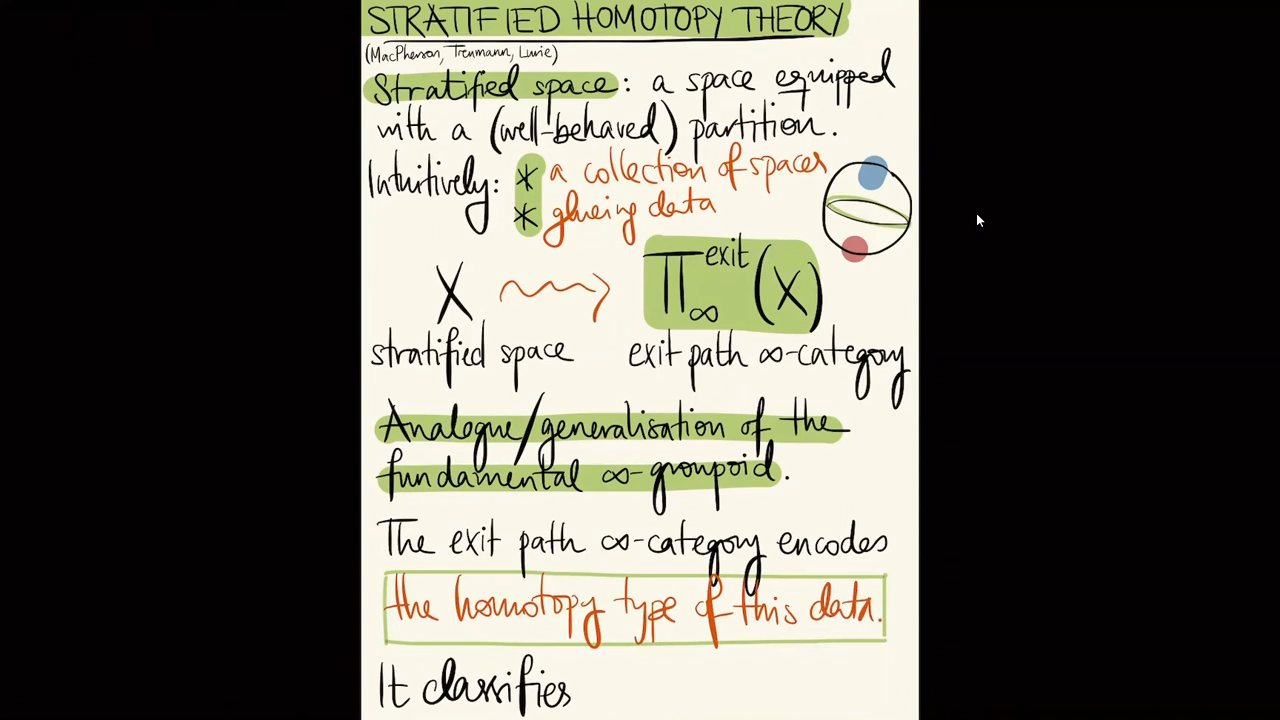 STRATIFIED HOMOTOPY THEORY
(MacPherson, Treumann, Lurie)
Stratified space: a space equipped
with a (well-behaved) partition.
Intuitively: * a collection of spaces
* glueing data
X ⇝ Π∞^exit (X)
stratified space exit path ∞-category
Analogue/generalisation of the
fundamental ∞-groupoid.
The exit path ∞-category encodes
the homotopy type of this data.
It classifies